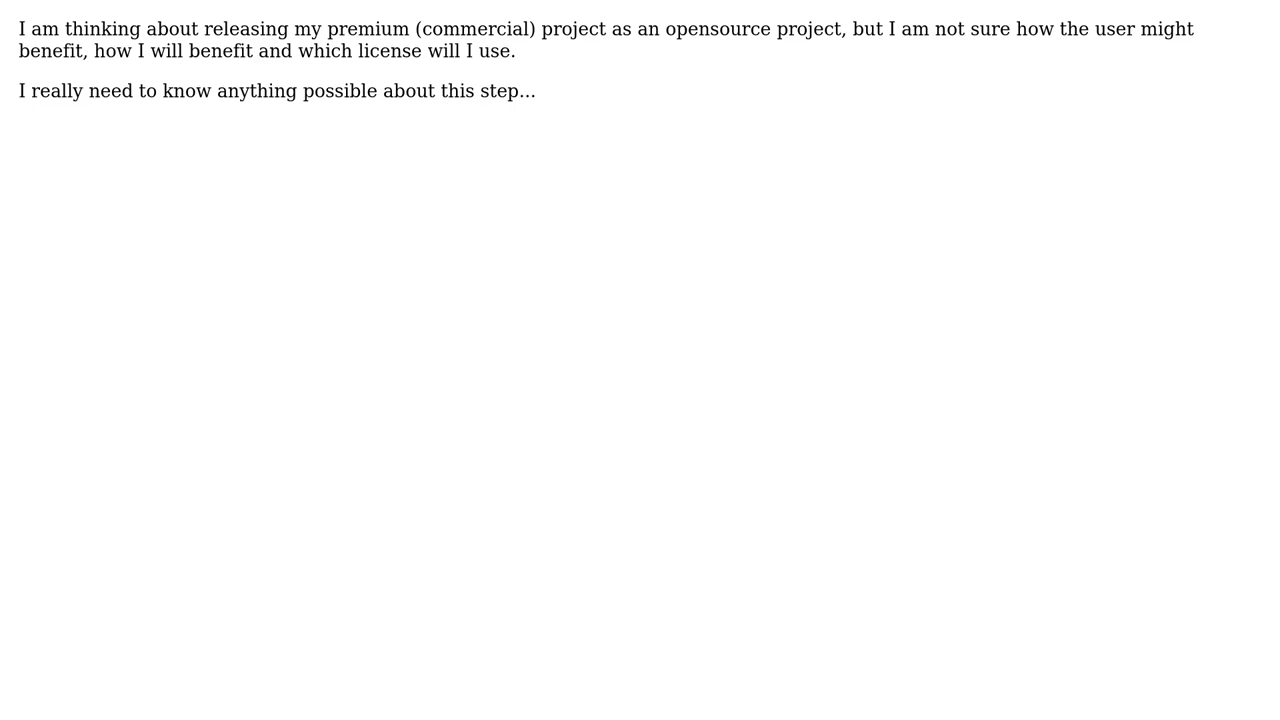 I am thinking about releasing my premium (commercial) project as an opensource project, but I am not sure how the user might
benefit, how I will benefit and which license will I use.
I really need to know anything possible about this step...